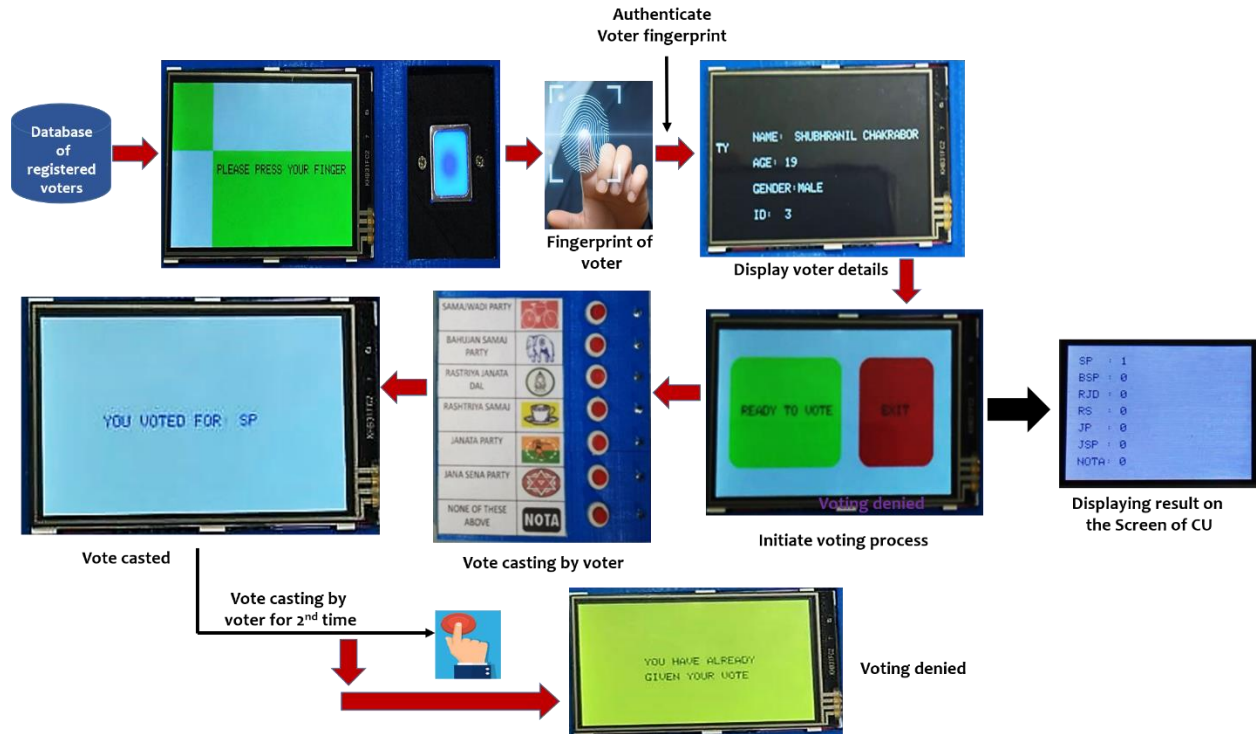 Authenticate
Voter fingerprint
Database
of
registered
voters
PLEASE PRESS YOUR FINGER
Fingerprint of
voter
NAME: SHUBHRANIL CHAKRABOR
TY
AGE: 19
GENDER:MALE
ID: 3
Display voter details
YOU VOTED FOR: SP
Vote casted
SAMAJWADI PARTY
BAHUJAN SAMAJ
PARTY
RASTRIYA JANATA
DAL
RASHTRIYA SAMAJ
JANATA PARTY
JANA SENA PARTY
NONE OF THESE
ABOVE
NOTA
Vote casting by voter
READY TO VOTE
EXIT
Voting denied
Initiate voting process
SP : 1
BSP : 0
RJD : 0
RS : 0
JP : 0
JSP : 0
NOTA: 0
Displaying result on
the Screen of CU
Vote casting by
voter for 2nd time
YOU HAVE ALREADY
GIVEN YOUR VOTE
Voting denied